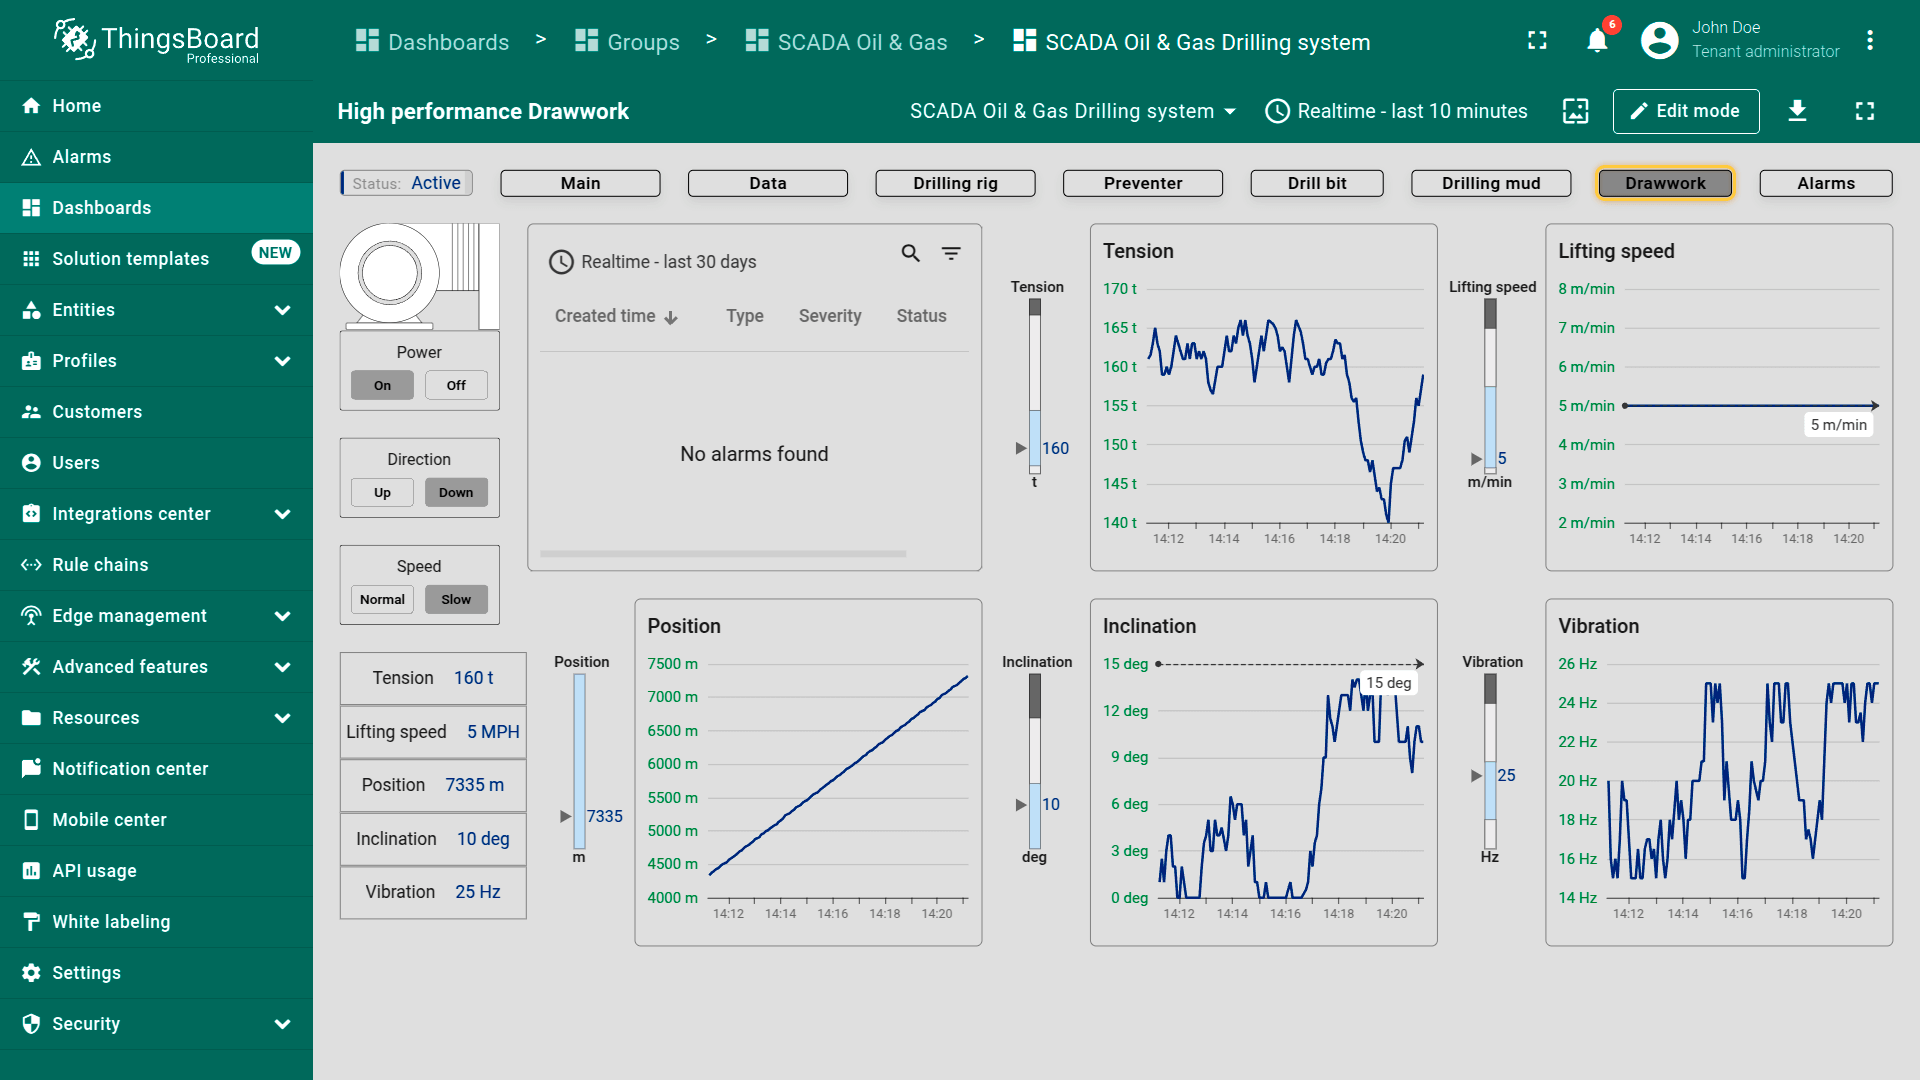 ThingsBoard
Professional
Dashboards > Groups > SCADA Oil & Gas > SCADA Oil & Gas Drilling system
6
John Doe
Tenant administrator
High performance Drawwork
SCADA Oil & Gas Drilling system
Realtime - last 10 minutes
Edit mode
Home
Alarms
Dashboards
Solution templates NEW
Entities
Profiles
Customers
Users
Integrations center
Rule chains
Edge management
Advanced features
Resources
Notification center
Mobile center
API usage
White labeling
Settings
Security
Status: Active
Main
Data
Drilling rig
Preventer
Drill bit
Drilling mud
Drawwork
Alarms
Power
On Off
Direction
Up Down
Speed
Normal Slow
Realtime - last 30 days
Created time Type Severity Status
No alarms found
Tension
160
t
Tension
170 t
165 t
160 t
155 t
150 t
145 t
140 t
14:12 14:14 14:16 14:18 14:20
Lifting speed
5
m/min
Lifting speed
8 m/min
7 m/min
6 m/min
5 m/min
5 m/min
4 m/min
3 m/min
2 m/min
14:12 14:14 14:16 14:18 14:20
Tension 160 t
Lifting speed 5 MPH
Position 7335 m
Inclination 10 deg
Vibration 25 Hz
Position
7335
m
Position
7500 m
7000 m
6500 m
6000 m
5500 m
5000 m
4500 m
4000 m
14:12 14:14 14:16 14:18 14:20
Inclination
10
deg
Inclination
15 deg
15 deg
12 deg
9 deg
6 deg
3 deg
0 deg
14:12 14:14 14:16 14:18 14:20
Vibration
25
Hz
Vibration
26 Hz
24 Hz
22 Hz
20 Hz
18 Hz
16 Hz
14 Hz
14:12 14:14 14:16 14:18 14:20